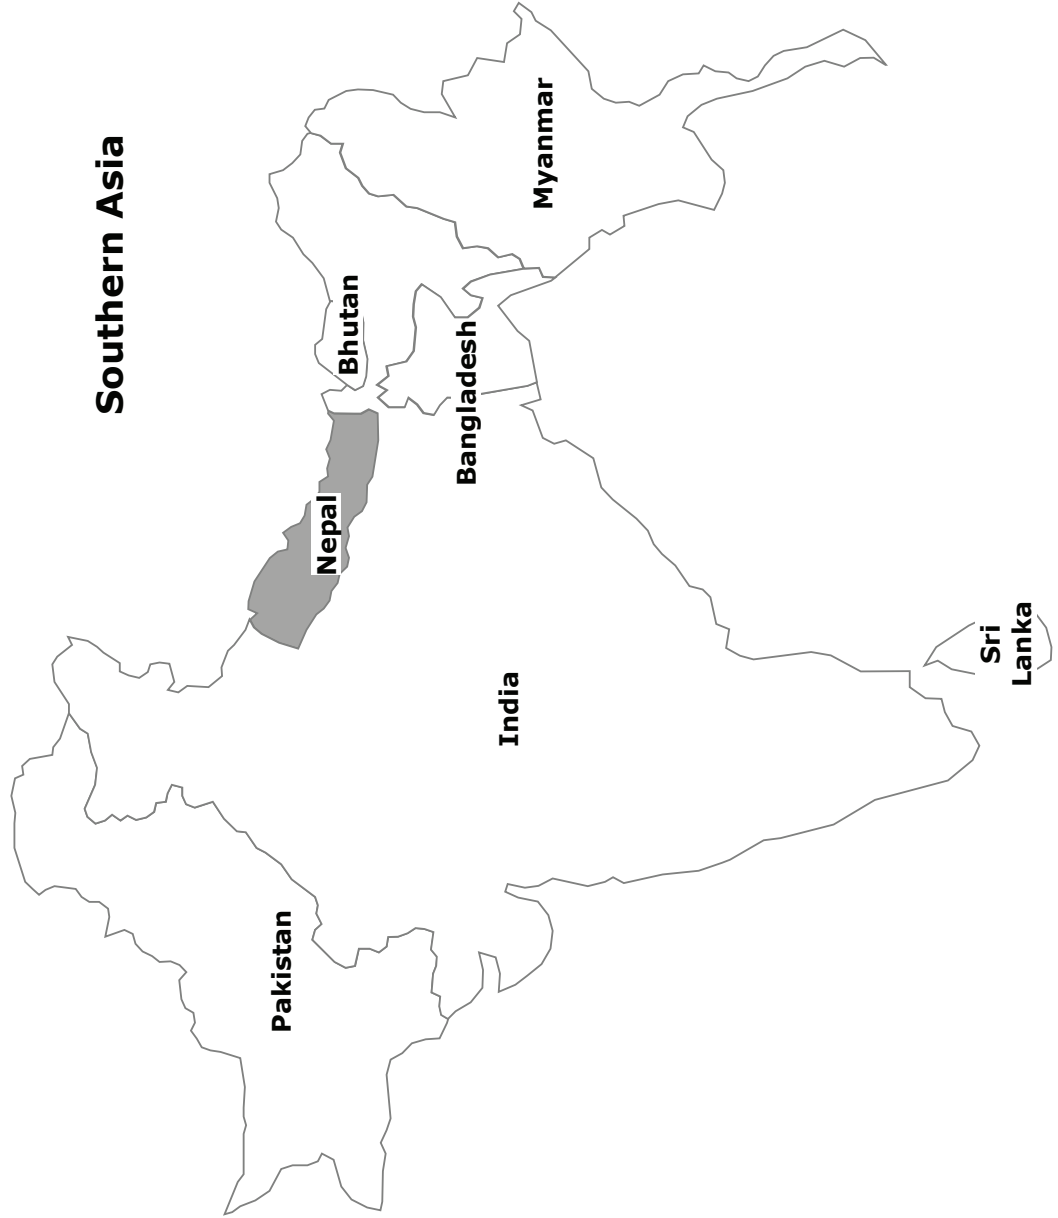 Southern Asia
Pakistan
Nepal
Bhutan
India
Bangladesh
Myanmar
Sri
Lanka